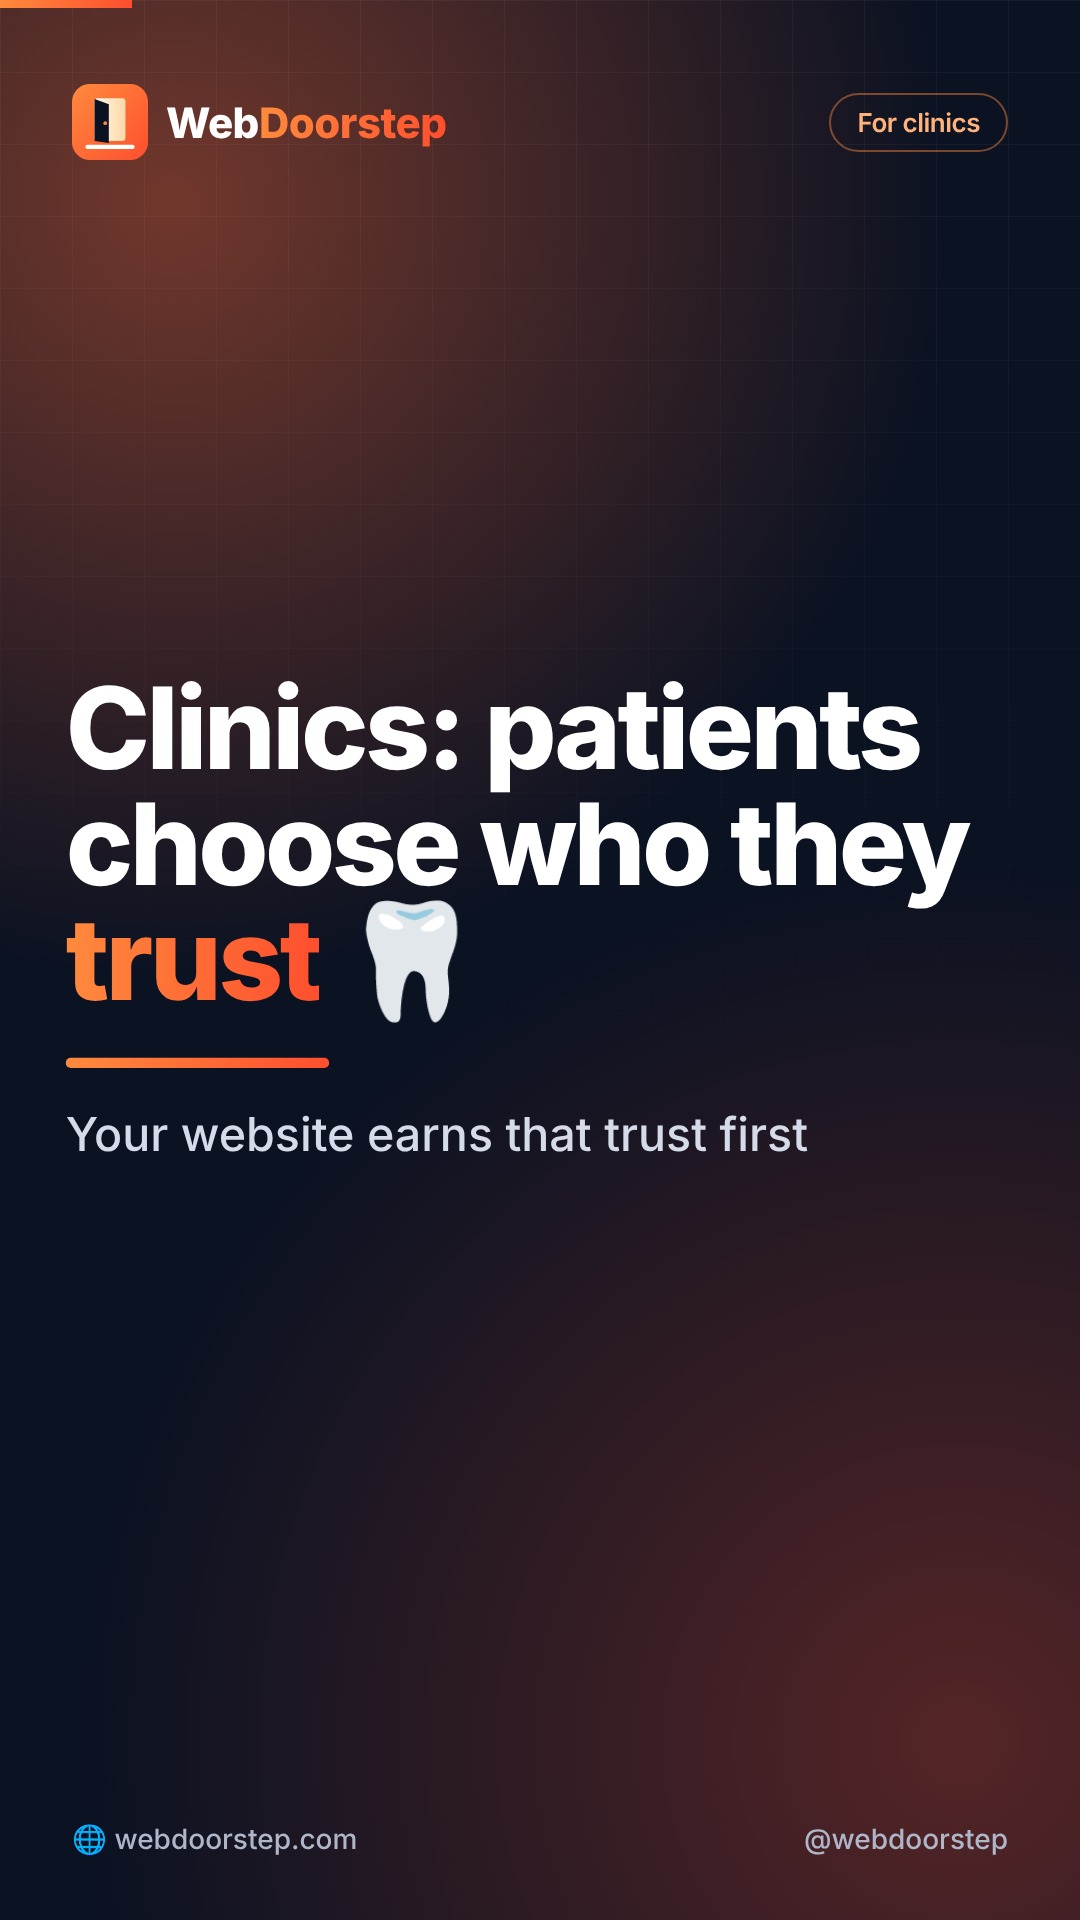 WebDoorstep
For clinics
Clinics: patients
choose who they
trust 🦷
Your website earns that trust first
🌐 webdoorstep.com
@webdoorstep